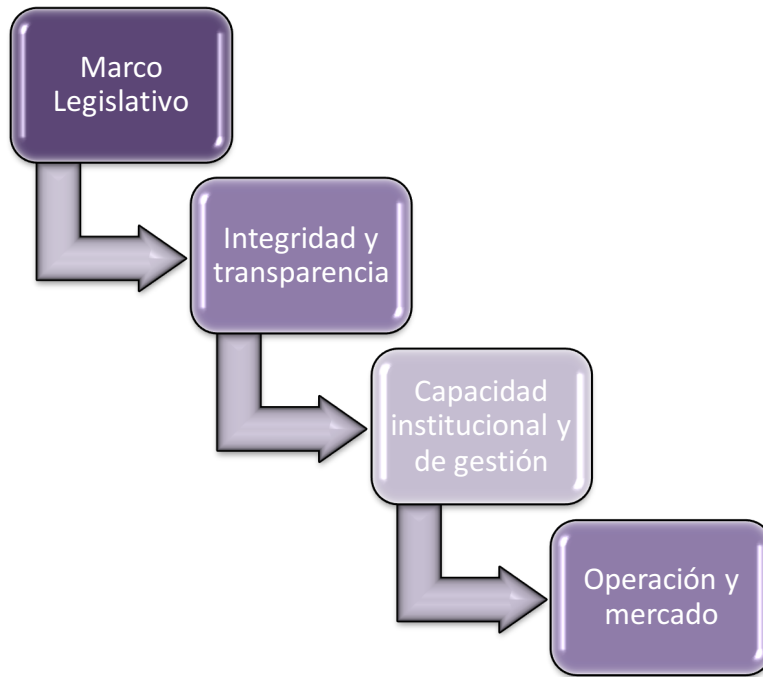 Marco
Legislativo
Integridad y
transparencia
Capacidad
institucional y
de gestión
Operación y
mercado